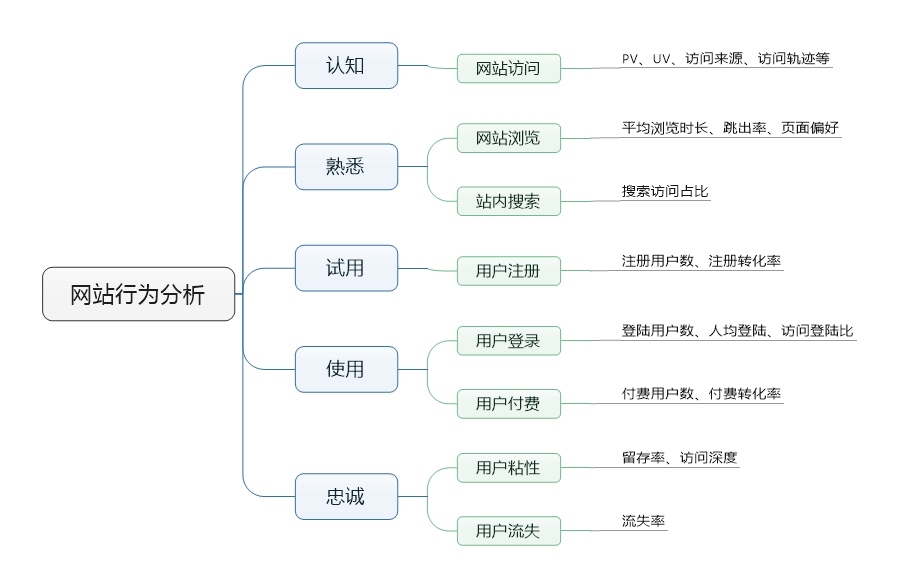 网站行为分析
认知
网站访问
PV、UV、访问来源、访问轨迹等
熟悉
网站浏览
平均浏览时长、跳出率、页面偏好
站内搜索
搜索访问占比
试用
用户注册
注册用户数、注册转化率
使用
用户登录
登陆用户数、人均登陆、访问登陆比
用户付费
付费用户数、付费转化率
忠诚
用户粘性
留存率、访问深度
用户流失
流失率